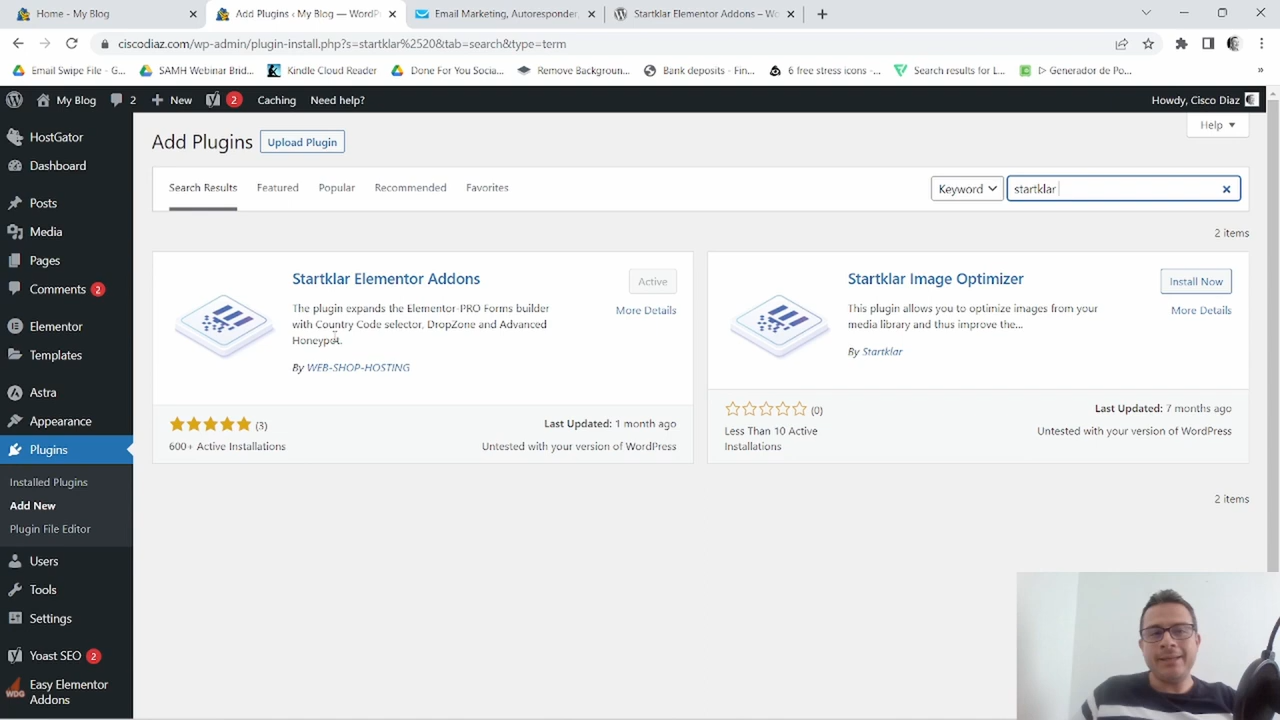 Home - My Blog
Add Plugins ‹ My Blog — WordPr
Email Marketing, Autoresponder,
Startklar Elementor Addons – Wo
ciscodiaz.com/wp-admin/plugin-install.php?s=startklar%2520&tab=search&type=term
Email Swipe File - G...
SAMH Webinar Brid...
Kindle Cloud Reader
Done For You Socia...
Remove Backgroun...
Bank deposits - Fin...
6 free stress icons -...
Search results for L...
▷ Generador de Po...
»
My Blog
2
New
2
Caching
Need help?
Howdy, Cisco Diaz
HostGator
Dashboard
Posts
Media
Pages
Comments 2
Elementor
Templates
Astra
Appearance
Plugins
Installed Plugins
Add New
Plugin File Editor
Users
Tools
Settings
Yoast SEO 2
WDG
Easy Elementor
Addons
Help
Add Plugins
Upload Plugin
Search Results
Featured
Popular
Recommended
Favorites
Keyword
startklar
2 items
Startklar Elementor Addons
Active
The plugin expands the Elementor-PRO Forms builder
with Country Code selector, DropZone and Advanced
Honeypot.
More Details
By WEB-SHOP-HOSTING
(3)
600+ Active Installations
Last Updated: 1 month ago
Untested with your version of WordPress
Startklar Image Optimizer
Install Now
This plugin allows you to optimize images from your
media library and thus improve the...
More Details
By Startklar
(0)
Less Than 10 Active
Installations
Last Updated: 7 months ago
Untested with your version of WordPress
2 items